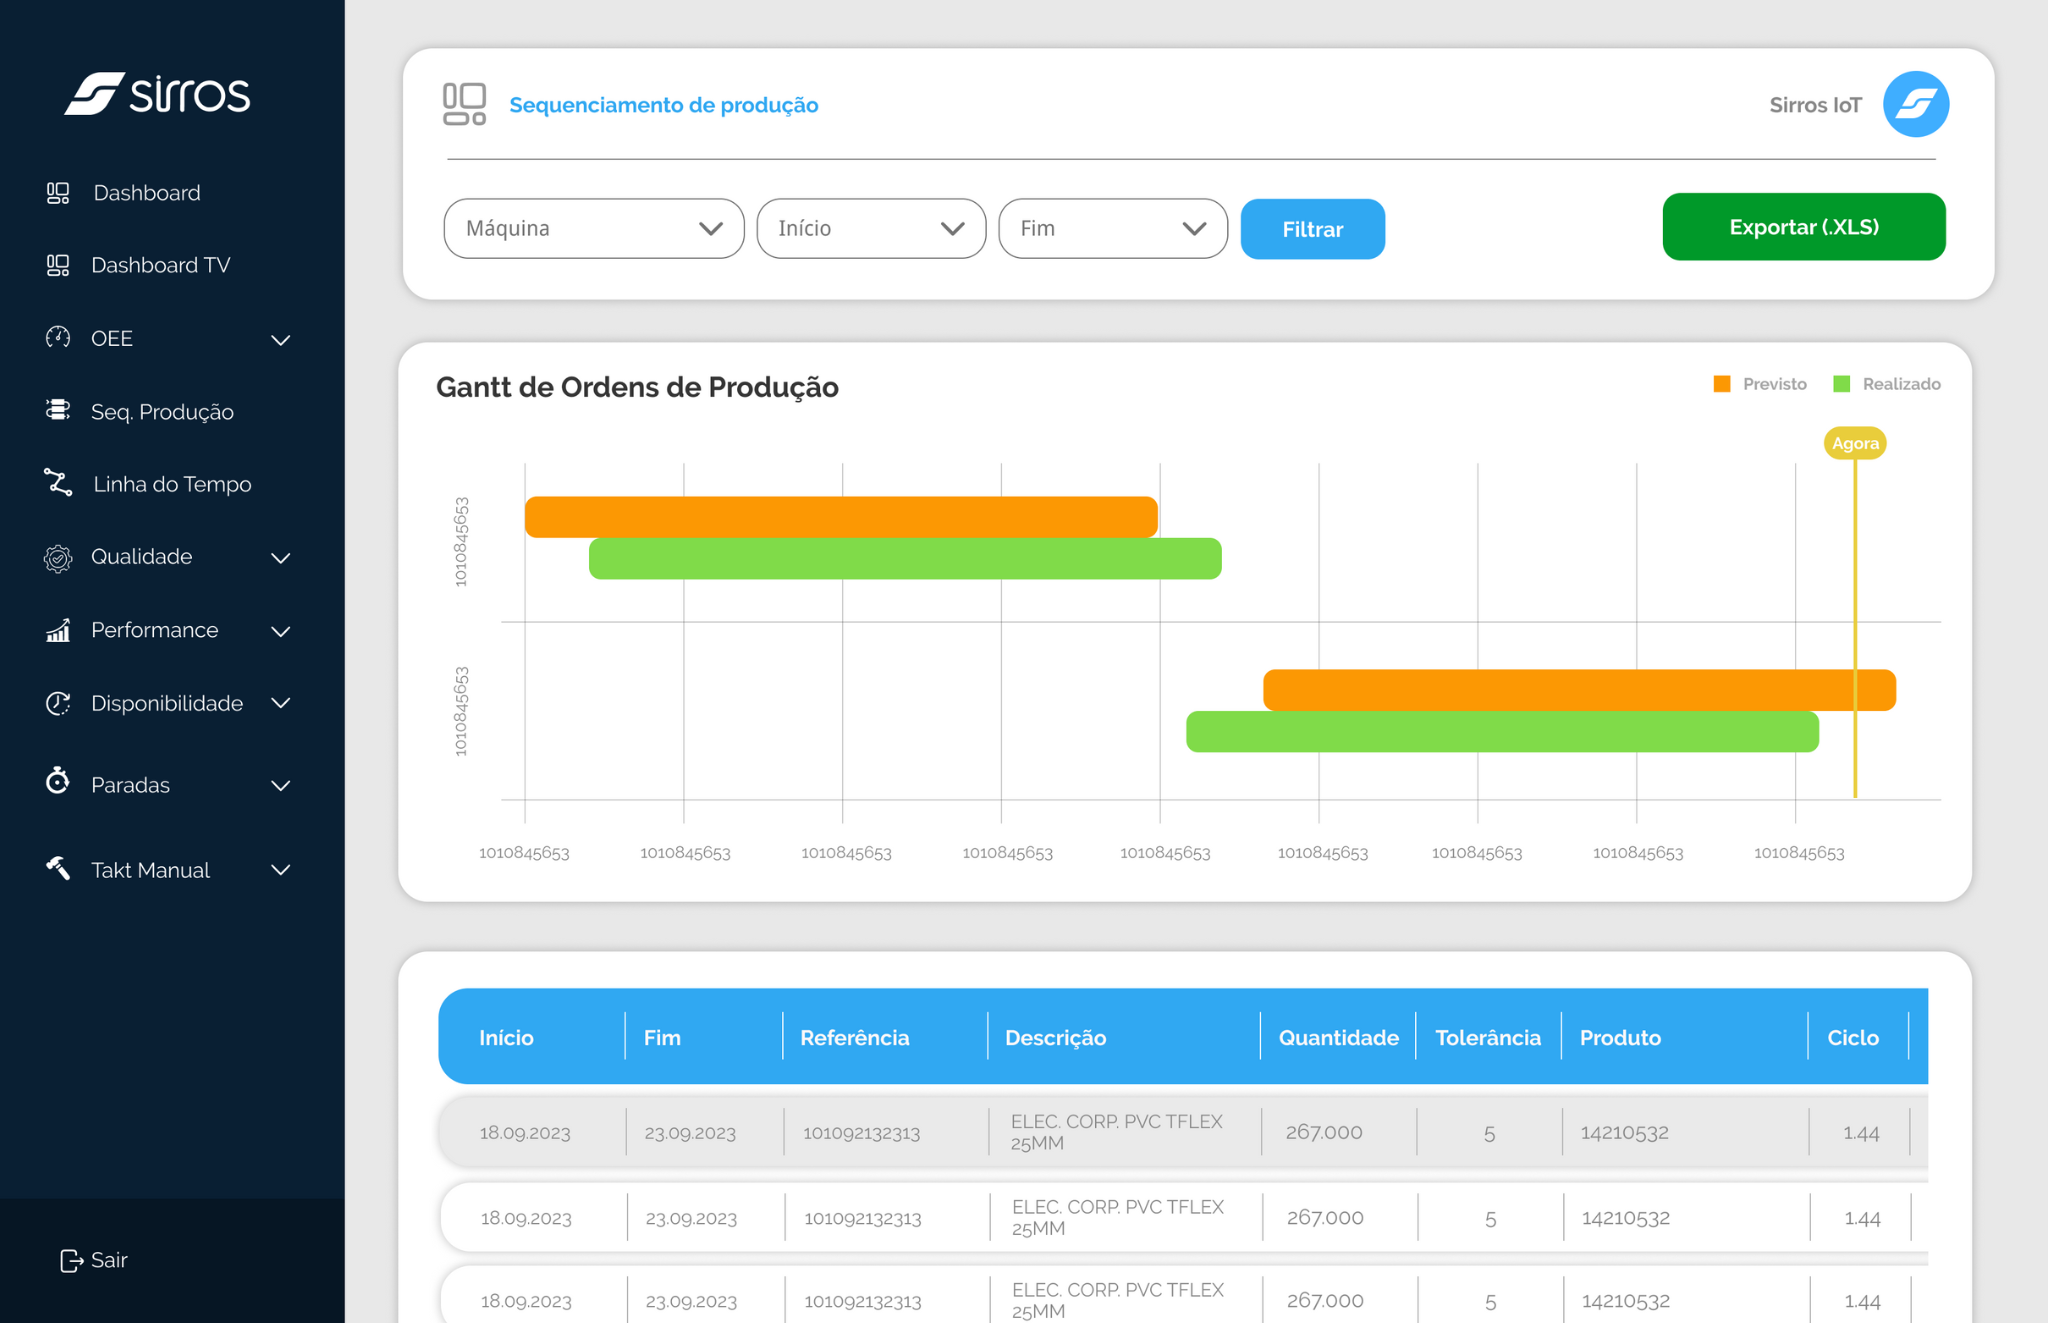 sirros
Dashboard
Dashboard TV
OEE
Seq. Produção
Linha do Tempo
Qualidade
Performance
Disponibilidade
Paradas
Takt Manual
Sair
Sequenciamento de produção
Sirros IoT
Máquina
Início
Fim
Filtrar
Exportar (.XLS)
Gantt de Ordens de Produção
Previsto
Realizado
Agora
1010845653
1010845653
1010845653 1010845653 1010845653 1010845653 1010845653 1010845653 1010845653 1010845653 1010845653
Início Fim Referência Descrição Quantidade Tolerância Produto Ciclo
18.09.2023 23.09.2023 101092132313 ELEC. CORP. PVC TFLEX 267.000 5 14210532 1.44
25MM
18.09.2023 23.09.2023 101092132313 ELEC. CORP. PVC TFLEX 267.000 5 14210532 1.44
25MM
18.09.2023 23.09.2023 101092132313 ELEC. CORP. PVC TFLEX 267.000 5 14210532 1.44
25MM